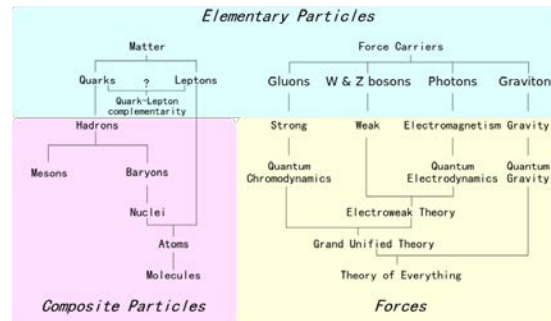 Elementary Particles
Matter
Force Carriers
Quarks ? Leptons
Gluons W & Z bosons Photons Graviton
Quark-Lepton
complementarity
Hadrons
Strong Weak Electromagnetism Gravity
Mesons Baryons
Quantum
Chromodynamics
Quantum
Electrodynamics
Quantum
Gravity
Nuclei
Electroweak Theory
Atoms
Grand Unified Theory
Molecules
Theory of Everything
Composite Particles
Forces